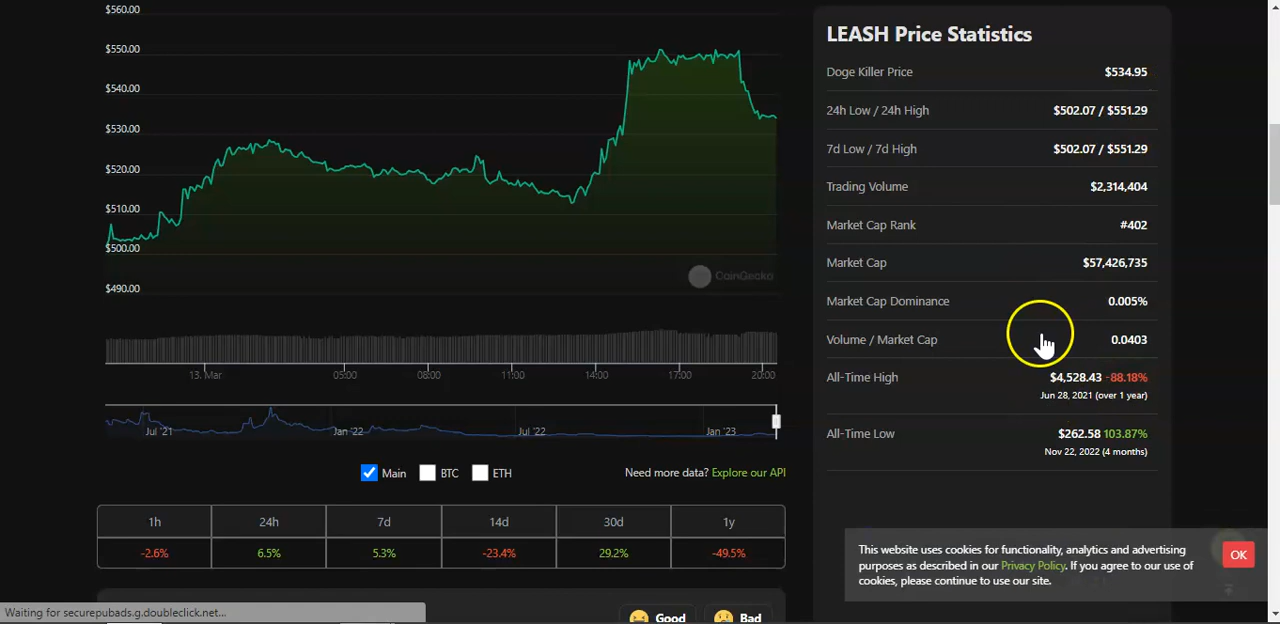 $560.00
$550.00
$540.00
$530.00
$520.00
$510.00
$500.00
$490.00
CoinGecko
13. Mar 05:00 08:00 11:00 14:00 17:00 20:00
Jul '21 Jan '22 Jul '22 Jan '23
Main BTC ETH Need more data? Explore our API
1h 24h 7d 14d 30d 1y
-2.6% 6.5% 5.3% -23.4% 29.2% -49.5%
Good Bad
LEASH Price Statistics
Doge Killer Price $534.95
24h Low / 24h High $502.07 / $551.29
7d Low / 7d High $502.07 / $551.29
Trading Volume $2,314,404
Market Cap Rank #402
Market Cap $57,426,735
Market Cap Dominance 0.005%
Volume / Market Cap 0.0403
All-Time High $4,528.43 -88.18%
Jun 28, 2021 (over 1 year)
All-Time Low $262.58 103.87%
Nov 22, 2022 (4 months)
This website uses cookies for functionality, analytics and advertising
purposes as described in our Privacy Policy. If you agree to our use of
cookies, please continue to use our site.
OK
Waiting for securepubads.g.doubleclick.net...